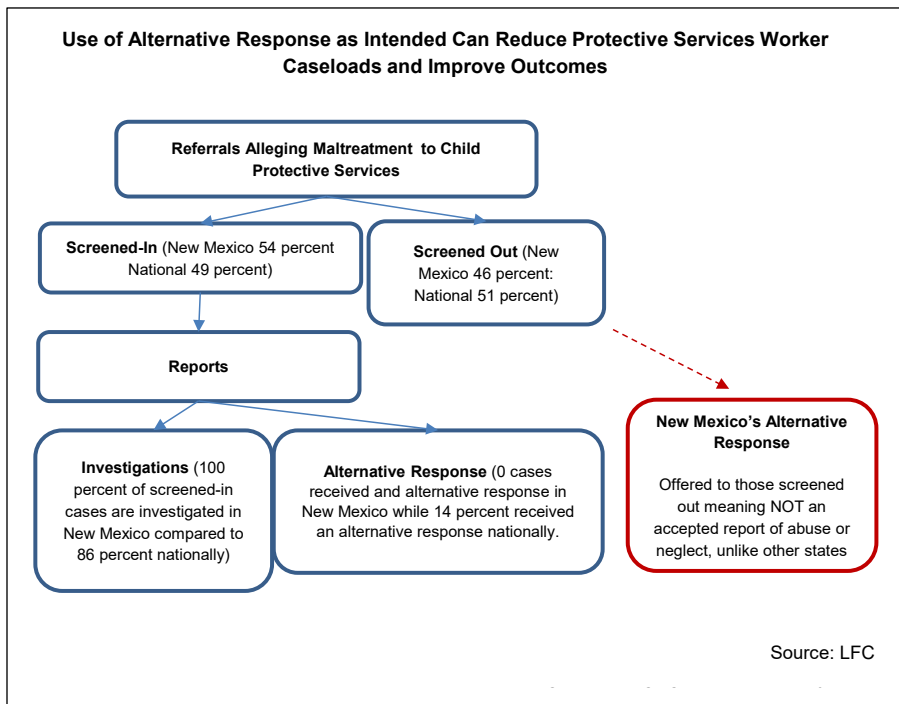 Use of Alternative Response as Intended Can Reduce Protective Services Worker
Caseloads and Improve Outcomes
Referrals Alleging Maltreatment to Child
Protective Services
Screened-In (New Mexico 54 percent
National 49 percent)
Screened Out (New
Mexico 46 percent:
National 51 percent)
Reports
Investigations (100
percent of screened-in
cases are investigated in
New Mexico compared to
86 percent nationally)
Alternative Response (0 cases
received and alternative response in
New Mexico while 14 percent received
an alternative response nationally.
New Mexico’s Alternative
Response
Offered to those screened
out meaning NOT an
accepted report of abuse or
neglect, unlike other states
Source: LFC